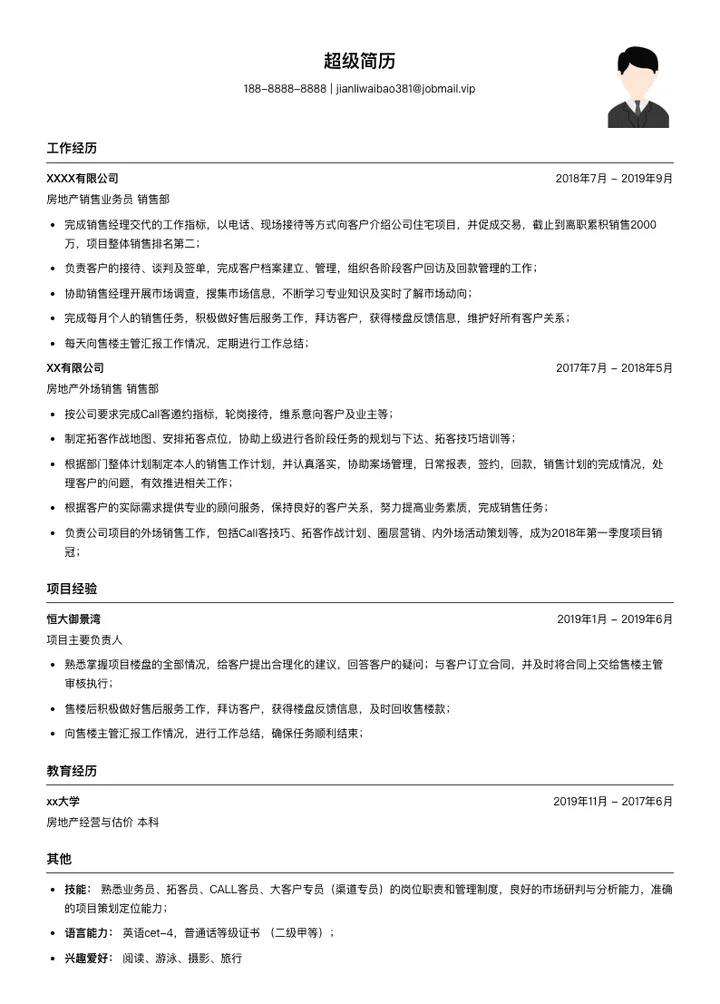 超级简历
188-8888-8888 | jianliwaibao381@jobmail.vip
工作经历
XXXX有限公司 2018年7月 – 2019年9月
房地产销售业务员 销售部
• 完成销售经理交代的工作指标，以电话、现场接待等方式向客户介绍公司住宅项目，并促成交易，截止到离职累积销售2000
万，项目整体销售排名第二；
• 负责客户的接待、谈判及签单，完成客户档案建立、管理，组织各阶段客户回访及回款管理的工作；
• 协助销售经理开展市场调查，搜集市场信息，不断学习专业知识及实时了解市场动向；
• 完成每月个人的销售任务，积极做好售后服务工作，拜访客户，获得楼盘反馈信息，维护好所有客户关系；
• 每天向售楼主管汇报工作情况，定期进行工作总结；
XX有限公司 2017年7月 – 2018年5月
房地产外场销售 销售部
• 按公司要求完成Call客邀约指标，轮岗接待，维系意向客户及业主等；
• 制定拓客作战地图、安排拓客点位，协助上级进行各阶段任务的规划与下达、拓客技巧培训等；
• 根据部门整体计划制定本人的销售工作计划，并认真落实，协助案场管理，日常报表，签约，回款，销售计划的完成情况，处
理客户的问题，有效推进相关工作；
• 根据客户的实际需求提供专业的顾问服务，保持良好的客户关系，努力提高业务素质，完成销售任务；
• 负责公司项目的外场销售工作，包括Call客技巧、拓客作战计划、圈层营销、内外场活动策划等，成为2018年第一季度项目销
冠；
项目经验
恒大御景湾 2019年1月 – 2019年6月
项目主要负责人
• 熟悉掌握项目楼盘的全部情况，给客户提出合理化的建议，回答客户的疑问；与客户订立合同，并及时将合同上交给售楼主管
审核执行；
• 售楼后积极做好售后服务工作，拜访客户，获得楼盘反馈信息，及时回收售楼款；
• 向售楼主管汇报工作情况，进行工作总结，确保任务顺利结束；
教育经历
xx大学 2019年11月 – 2017年6月
房地产经营与估价 本科
其他
• 技能： 熟悉业务员、拓客员、CALL客员、大客户专员（渠道专员）的岗位职责和管理制度，良好的市场研判与分析能力，准确
的项目策划定位能力；
• 语言能力： 英语cet-4，普通话等级证书 （二级甲等）；
• 兴趣爱好： 阅读、游泳、摄影、旅行